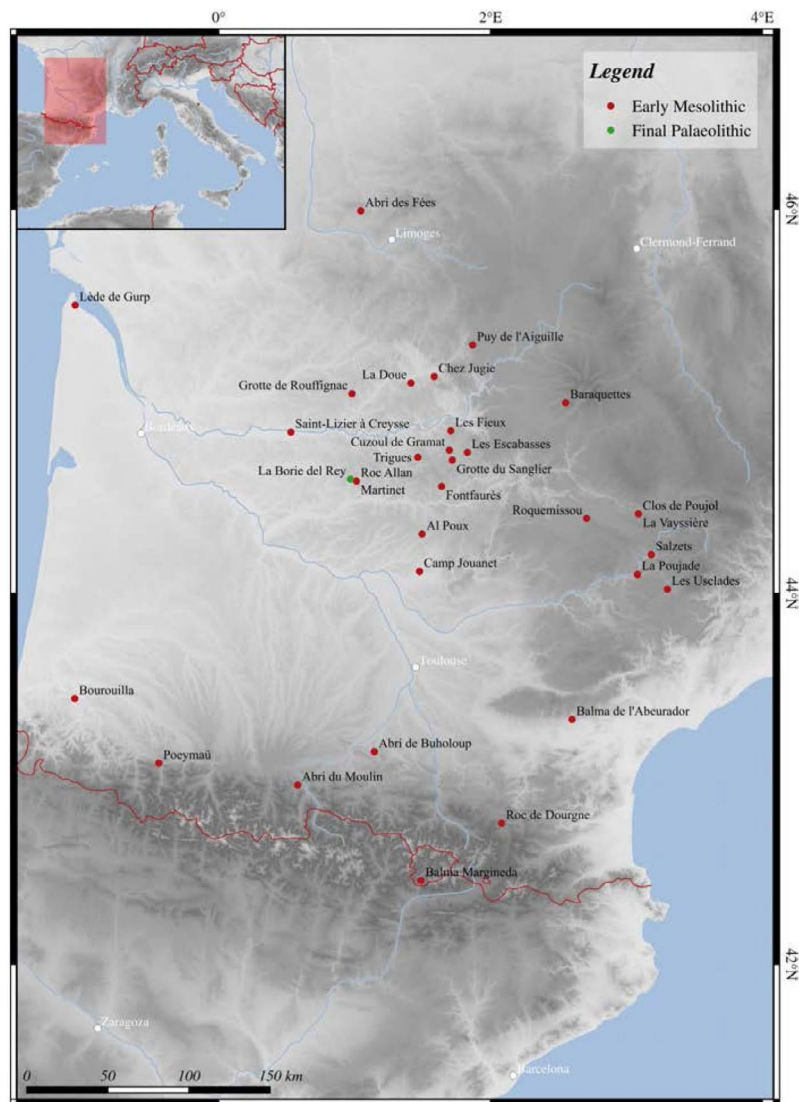 0°
2°E
4°E
Legend
Early Mesolithic
Final Palaeolithic
46°N
Abri des Fées
Limoges
Clermond-Ferrand
Lède de Gurp
Puy de l'Aiguille
Chez Jugie
La Doue
Grotte de Rouffignac
Baraquettes
Saint-Lizier à Creysse
Les Fieux
Bordeaux
Cuzoul de Gramat
Les Escabasses
Trigues
Grotte du Sanglier
La Borie del Rey
Roc Allan
Martinet
Fontfaurès
Roquemissou
Clos de Poujol
La Vayssière
Al Poux
Salzets
Camp Jouanet
La Poujade
Les Usclades
44°N
Toulouse
Bourouilla
Balma de l'Abeurador
Abri de Buholoup
Poeymaü
Abri du Moulin
Roc de Dourgne
Balma Margineda
42°N
Zaragoza
Barcelona
0 50 100 150 km